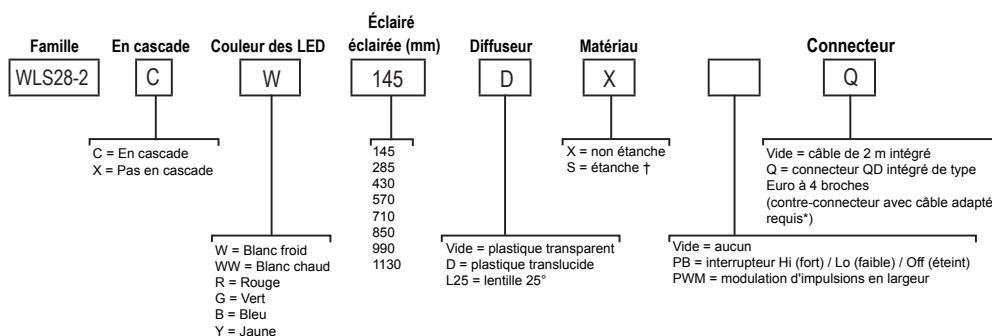 Famille
En cascade
Couleur des LED
Éclairé
éclairée (mm)
Diffuseur
Matériau
Connecteur
WLS28-2
C
W
145
D
X
Q
C = En cascade
X = Pas en cascade
W = Blanc froid
WW = Blanc chaud
R = Rouge
G = Vert
B = Bleu
Y = Jaune
145
285
430
570
710
850
990
1130
Vide = plastique transparent
D = plastique translucide
L25 = lentille 25°
X = non étanche
S = étanche †
Vide = aucun
PB = interrupteur Hi (fort) / Lo (faible) / Off (éteint)
PWM = modulation d'impulsions en largeur
Vide = câble de 2 m intégré
Q = connecteur QD intégré de type
Euro à 4 broches
(contre-connecteur avec câble adapté
requis*)